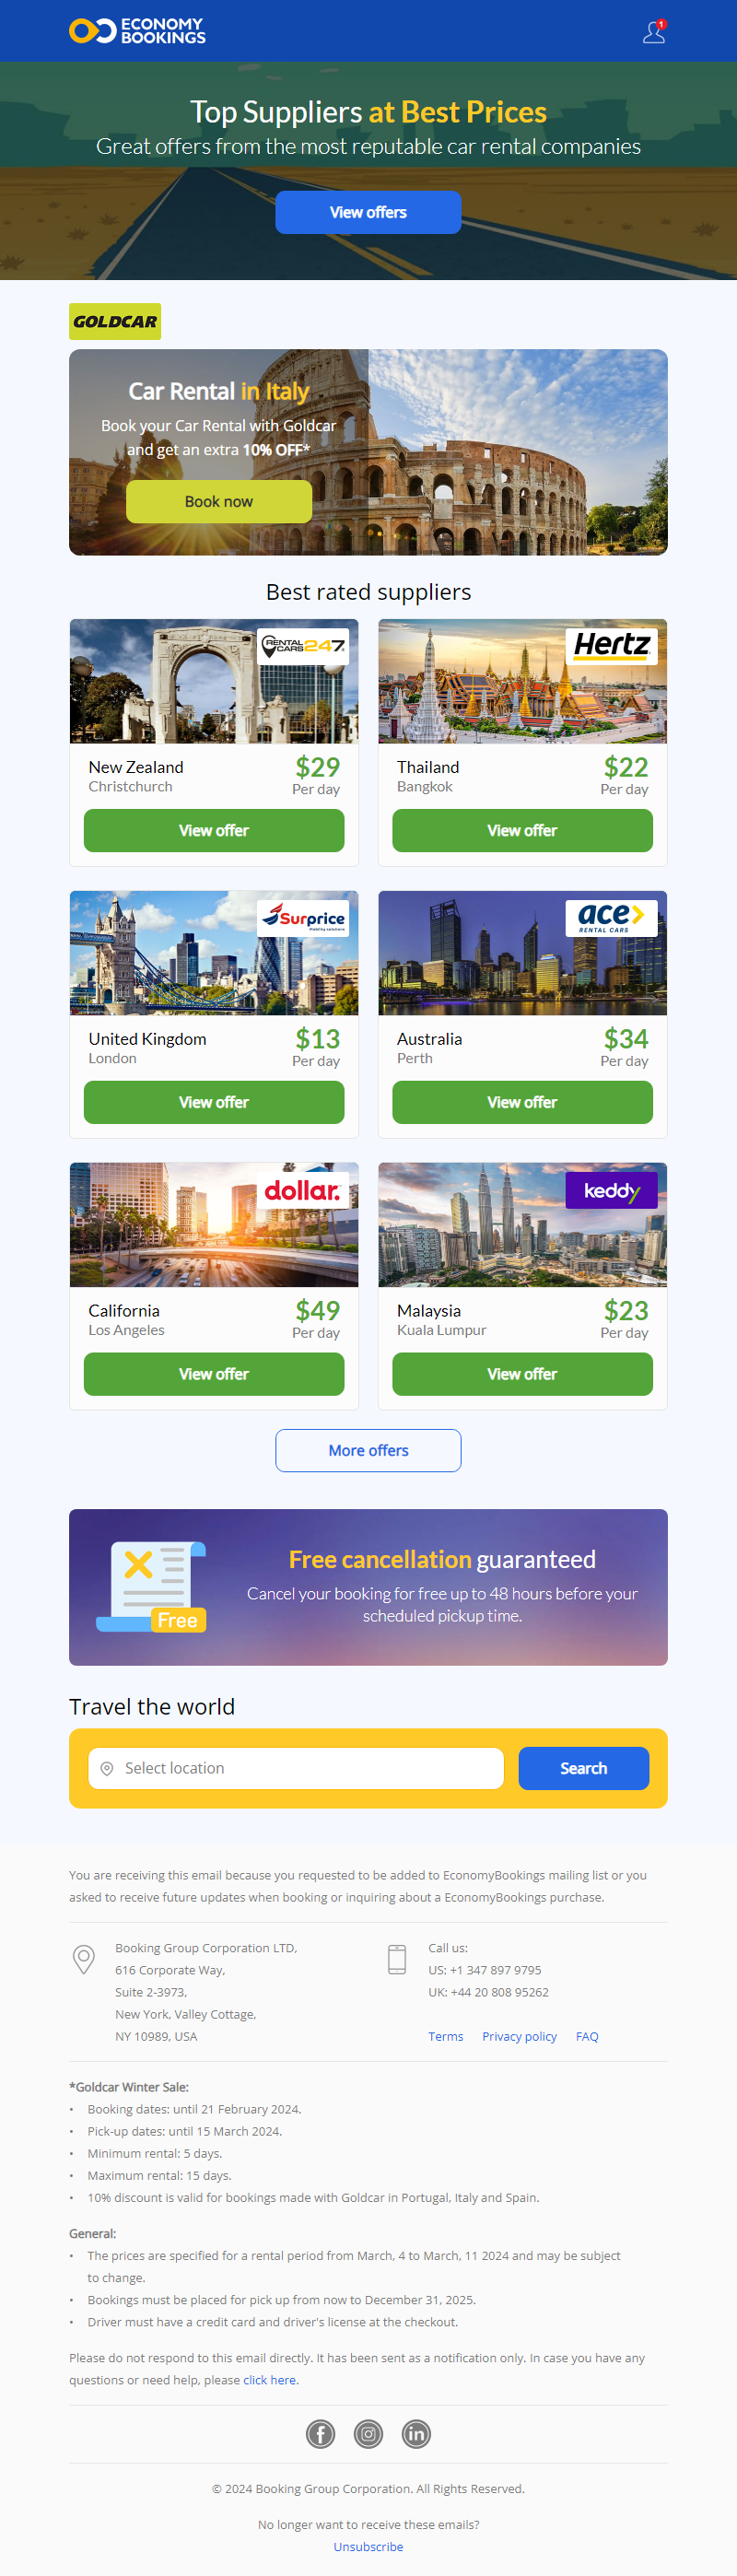 ECONOMY
BOOKINGS
1
Top Suppliers at Best Prices
Great offers from the most reputable car rental companies
View offers
GOLDCAR
Car Rental in Italy
Book your Car Rental with Goldcar
and get an extra 10% OFF*
Book now
Best rated suppliers
RENTAL
CARS 247
Hertz
New Zealand
$29
Christchurch
Per day
View offer
Thailand
$22
Bangkok
Per day
View offer
Surprice
Mobility solutions
ace
RENTAL CARS
United Kingdom
$13
London
Per day
View offer
Australia
$34
Perth
Per day
View offer
dollar.
keddy
California
$49
Los Angeles
Per day
View offer
Malaysia
$23
Kuala Lumpur
Per day
View offer
More offers
Free
Free cancellation guaranteed
Cancel your booking for free up to 48 hours before your
scheduled pickup time.
Travel the world
Select location
Search
You are receiving this email because you requested to be added to EconomyBookings mailing list or you
asked to receive future updates when booking or inquiring about a EconomyBookings purchase.
Booking Group Corporation LTD,
616 Corporate Way,
Suite 2-3973,
New York, Valley Cottage,
NY 10989, USA
Call us:
US: +1 347 897 9795
UK: +44 20 808 95262
Terms Privacy policy FAQ
*Goldcar Winter Sale:
• Booking dates: until 21 February 2024.
• Pick-up dates: until 15 March 2024.
• Minimum rental: 5 days.
• Maximum rental: 15 days.
• 10% discount is valid for bookings made with Goldcar in Portugal, Italy and Spain.
General:
• The prices are specified for a rental period from March, 4 to March, 11 2024 and may be subject
to change.
• Bookings must be placed for pick up from now to December 31, 2025.
• Driver must have a credit card and driver's license at the checkout.
Please do not respond to this email directly. It has been sent as a notification only. In case you have any
questions or need help, please click here.
© 2024 Booking Group Corporation. All Rights Reserved.
No longer want to receive these emails?
Unsubscribe